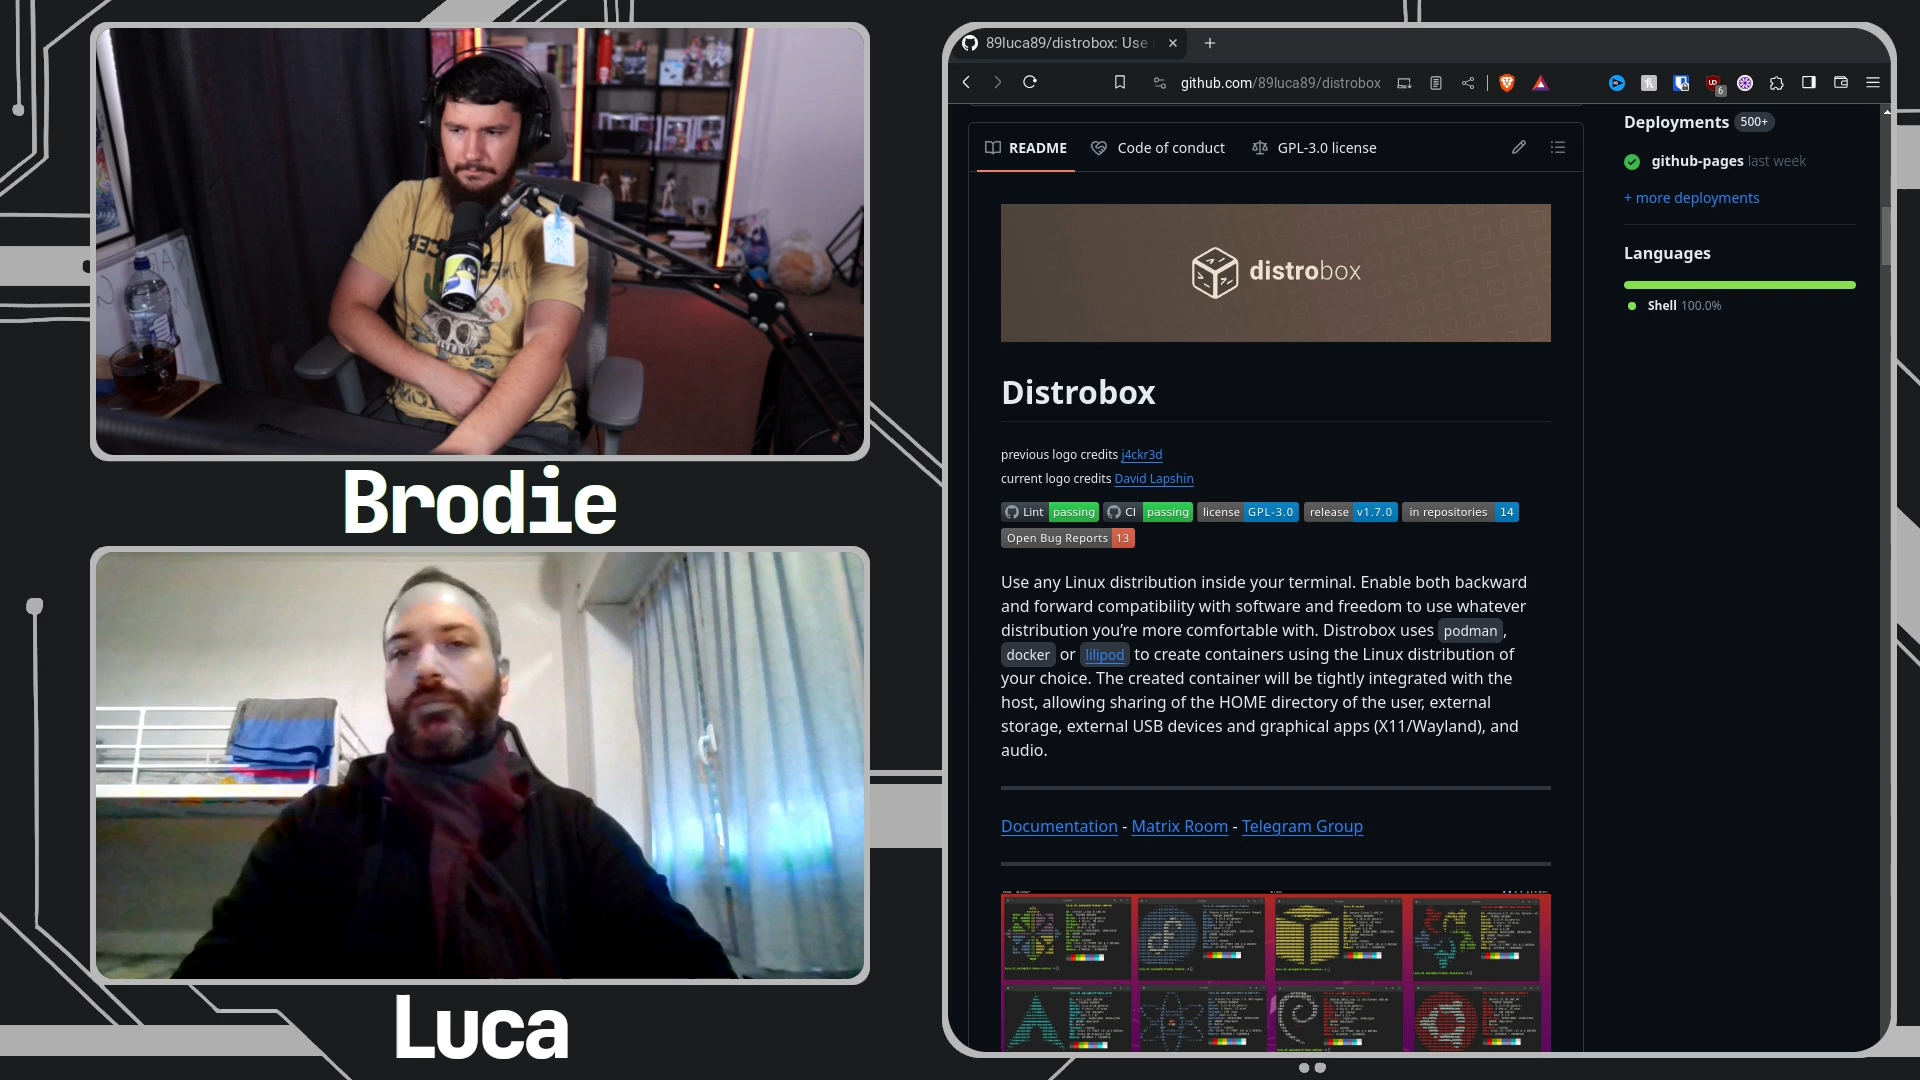 Brodie
Luca
89luca89/distrobox: Use
github.com/89luca89/distrobox
6
README
Code of conduct
GPL-3.0 license
distrobox
Distrobox
previous logo credits j4ckr3d
current logo credits David Lapshin
Lint passing CI passing license GPL-3.0 release v1.7.0 in repositories 14
Open Bug Reports 13
Use any Linux distribution inside your terminal. Enable both backward
and forward compatibility with software and freedom to use whatever
distribution you’re more comfortable with. Distrobox uses podman,
docker or lilipod to create containers using the Linux distribution of
your choice. The created container will be tightly integrated with the
host, allowing sharing of the HOME directory of the user, external
storage, external USB devices and graphical apps (X11/Wayland), and
audio.
Documentation - Matrix Room - Telegram Group
Deployments 500+
github-pages last week
+ more deployments
Languages
Shell 100.0%